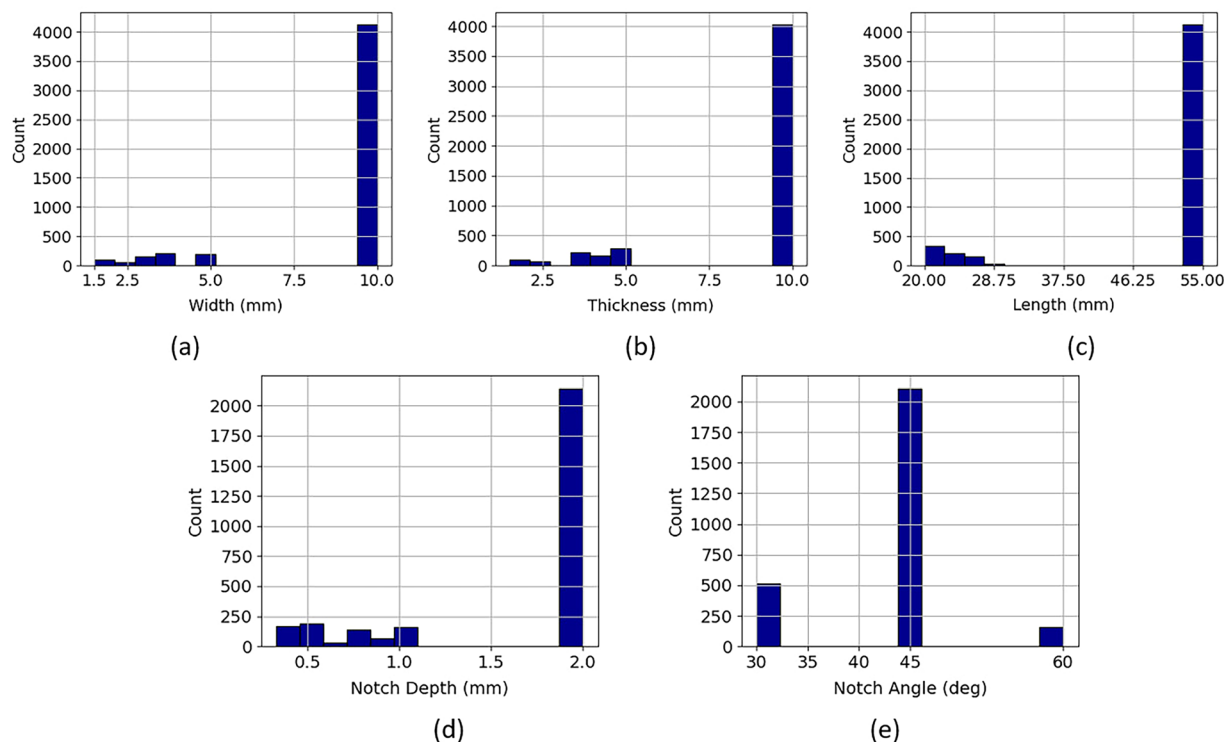 4000
3500
3000
2500
2000
1500
1000
500
0
Count
1.5 2.5 5.0 7.5 10.0
Width (mm)
(a)
4000
3500
3000
2500
2000
1500
1000
500
0
Count
2.5 5.0 7.5 10.0
Thickness (mm)
(b)
4000
3500
3000
2500
2000
1500
1000
500
0
Count
20.00 28.75 37.50 46.25 55.00
Length (mm)
(c)
2000
1750
1500
1250
1000
750
500
250
0
Count
0.5 1.0 1.5 2.0
Notch Depth (mm)
(d)
2000
1750
1500
1250
1000
750
500
250
0
Count
30 35 40 45 60
Notch Angle (deg)
(e)